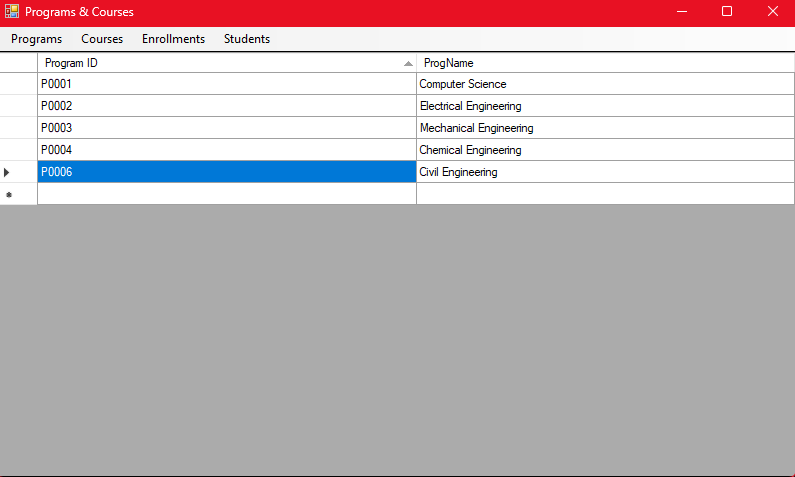 Programs & Courses
Programs Courses Enrollments Students
Program ID ProgName
P0001 Computer Science
P0002 Electrical Engineering
P0003 Mechanical Engineering
P0004 Chemical Engineering
P0006 Civil Engineering